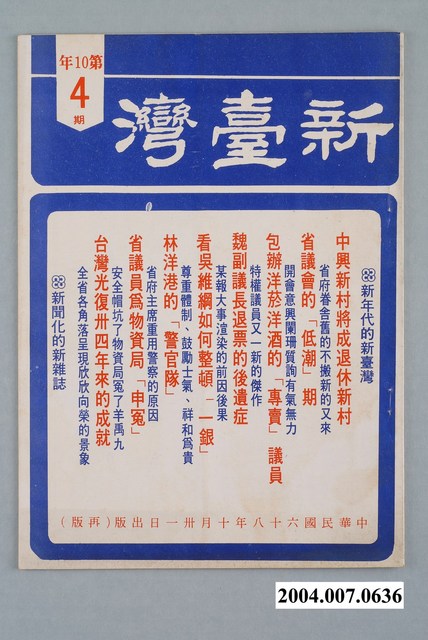 第10年
4
期
新臺灣
新年代的新臺灣
中興新村將成退休新村
省府眷舍舊的不搬新的又來
省議會的「低潮」期
開會意興闌珊質詢有氣無力
包辦洋菸洋酒的「專賣」議員
特權議員又一新的傑作
魏副議長退票的後遺症
某報大事渲染的前因後果
看吳維綱如何整頓「一銀」
尊重體制、鼓勵士氣、祥和為貴
林洋港的「警官隊」
省府主席重用警察的原因
省議員為物資局「申冤」
安全帽坑了物資局冤了羊禹九
台灣光復卅四年來的成就
全省各角落呈現欣欣向榮的景象
新聞化的新雜誌
中華民國六十八年十月卅一日出版(再版)
2004.007.0636